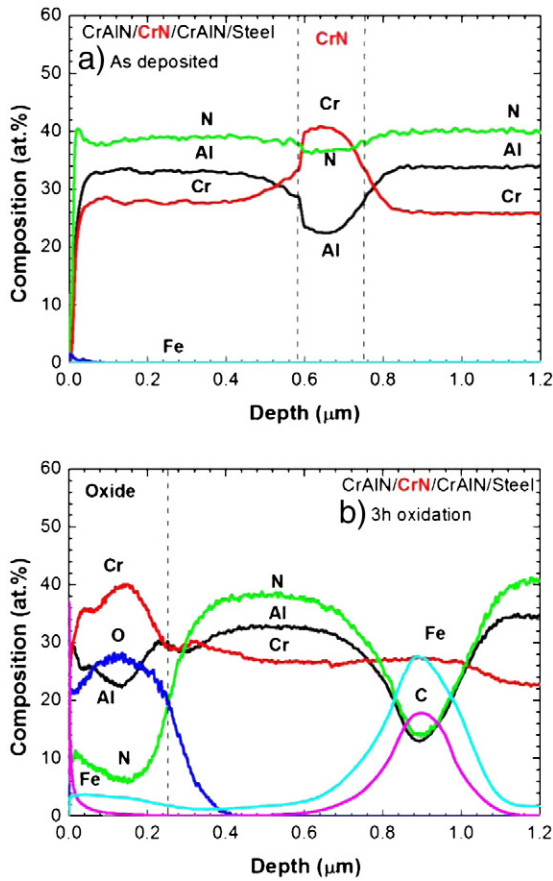 CrAlN/CrN/CrAlN/Steel
CrN
a) As deposited
Cr
N
N
Al
Al
N
Cr
Cr
Al
Fe
60
50
40
30
20
10
0
Composition (at.%)
0.0 0.2 0.4 0.6 0.8 1.0 1.2
Depth (μm)
Oxide
CrAlN/CrN/CrAlN/Steel
b) 3h oxidation
Cr
N
O
Al
Fe
Cr
Al
C
N
Fe
60
50
40
30
20
10
0
Composition (at.%)
0.0 0.2 0.4 0.6 0.8 1.0 1.2
Depth (μm)